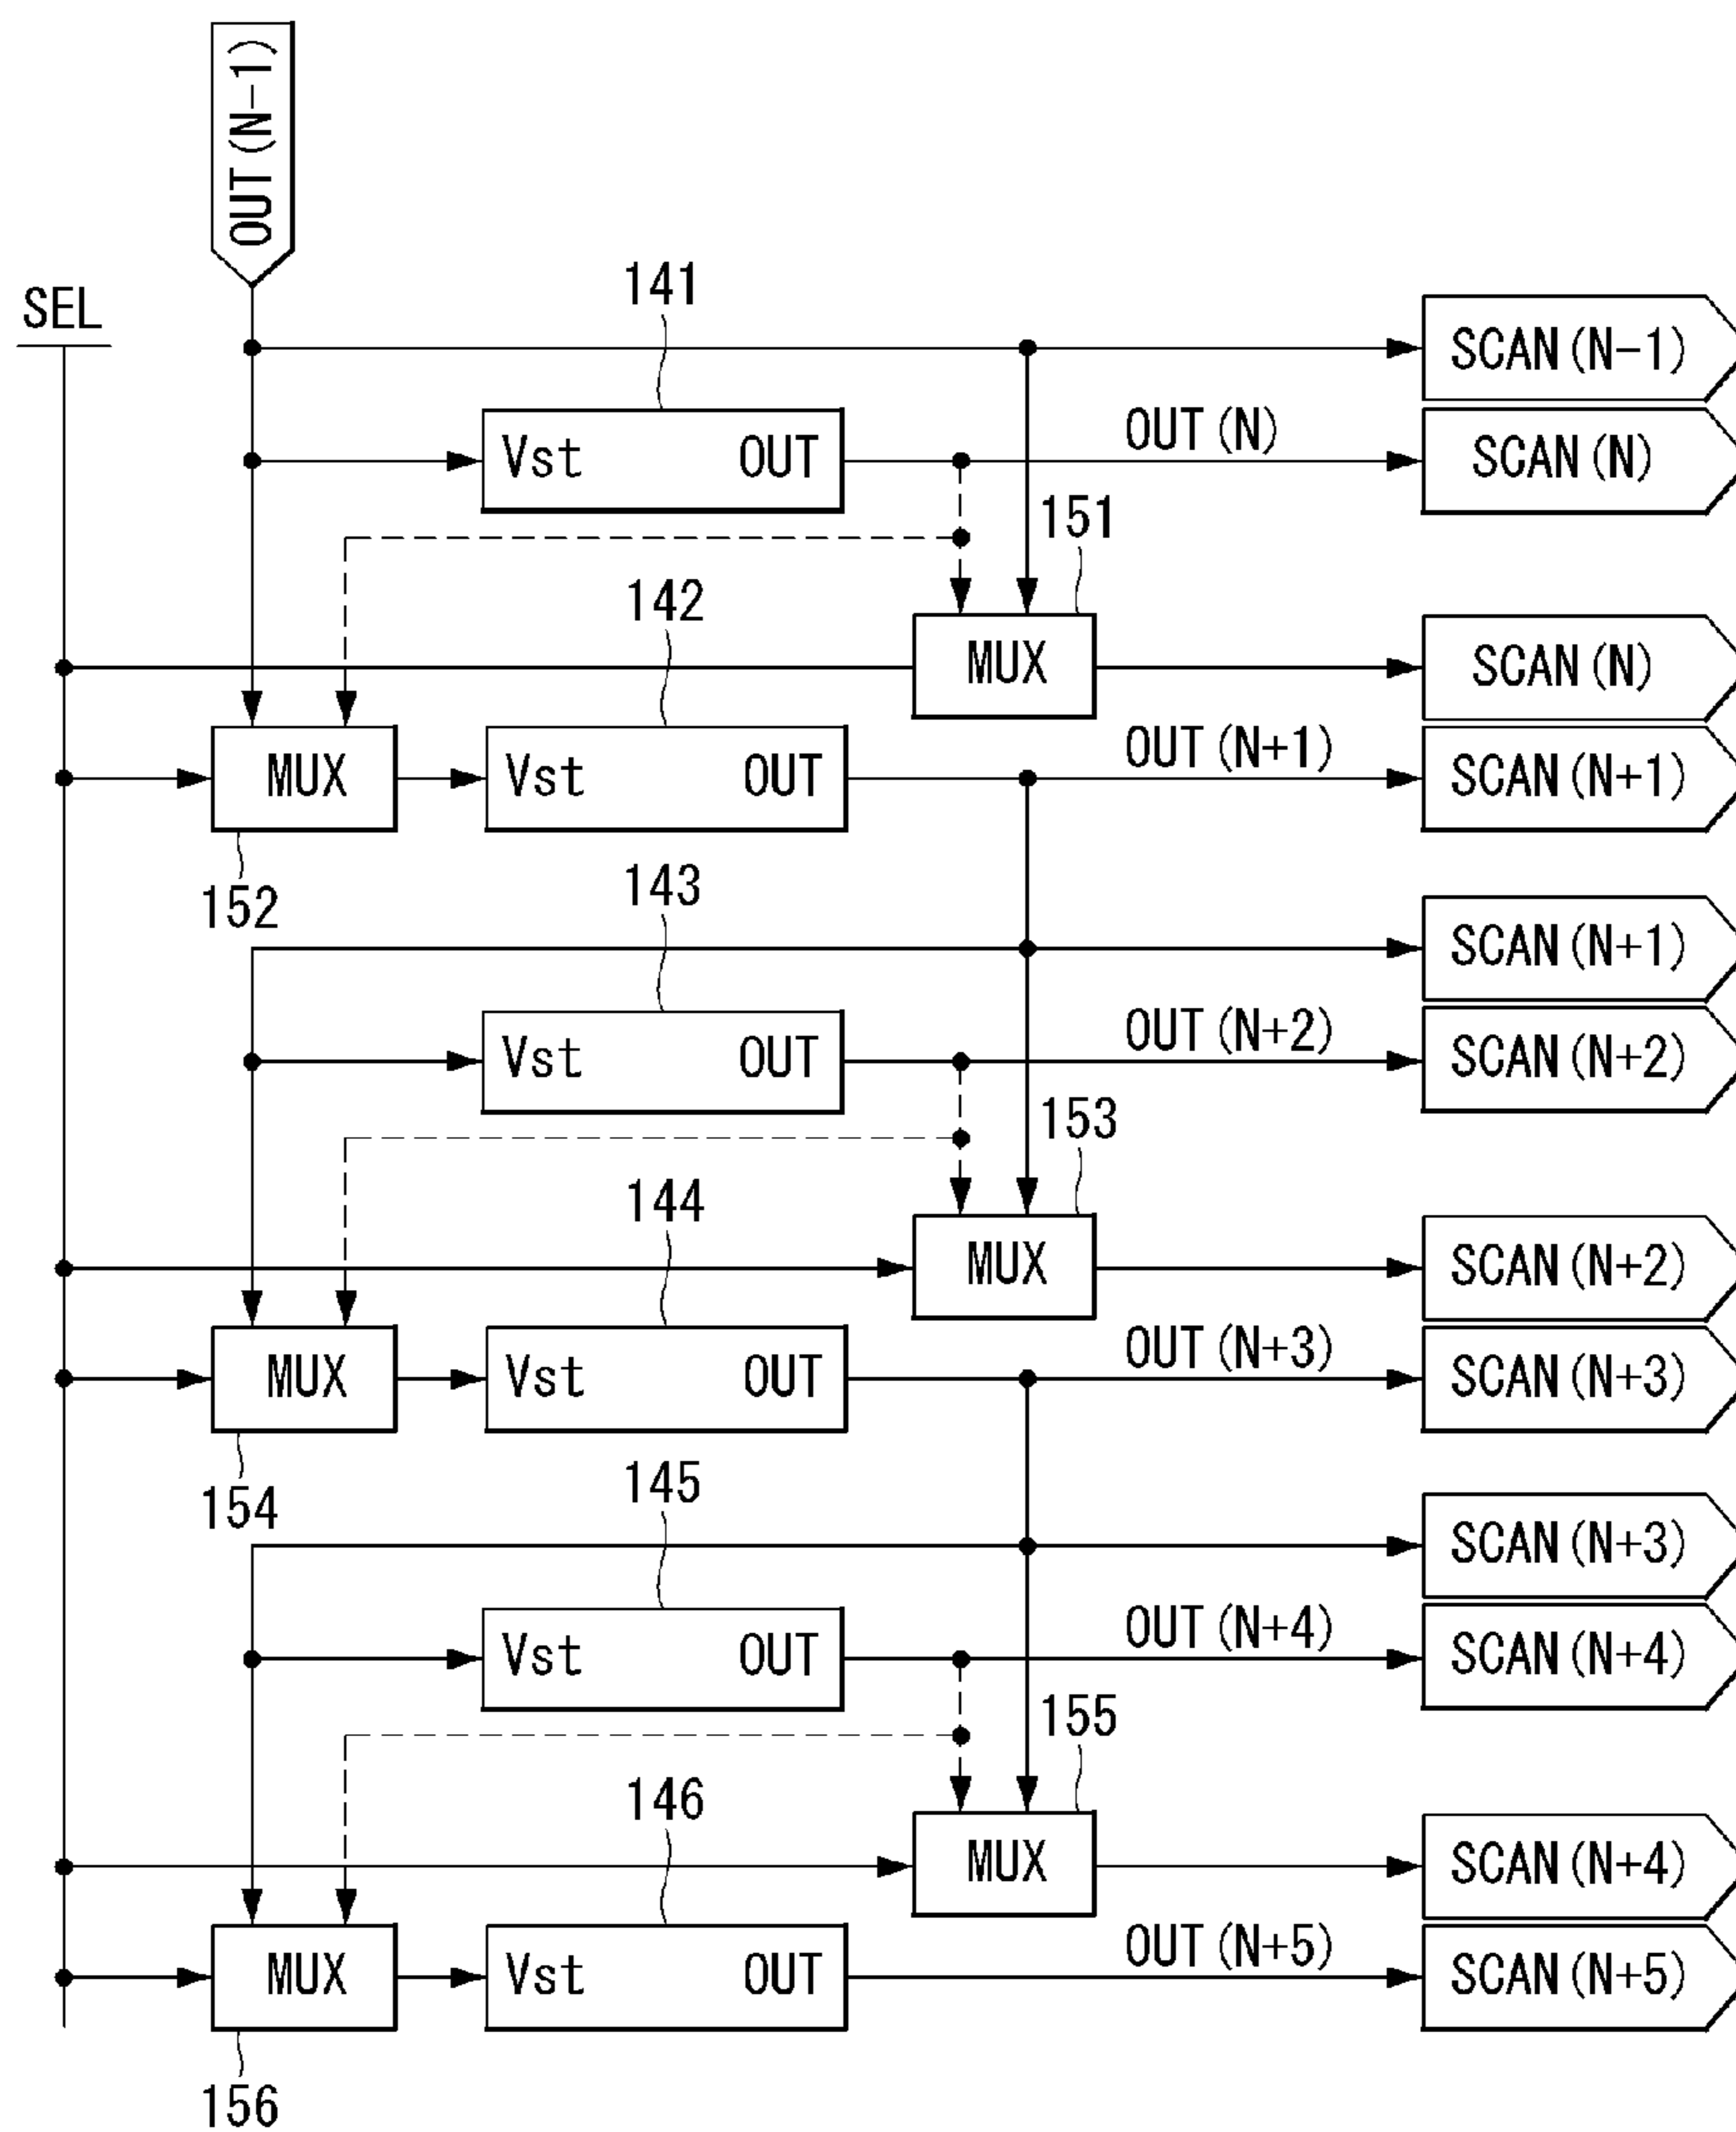 OUT(N-1)
SEL
141
SCAN(N-1)
Vst OUT
OUT(N)
SCAN(N)
151
142
MUX
SCAN(N)
MUX
Vst OUT
OUT(N+1)
SCAN(N+1)
152
143
SCAN(N+1)
Vst OUT
OUT(N+2)
SCAN(N+2)
153
144
MUX
SCAN(N+2)
MUX
Vst OUT
OUT(N+3)
SCAN(N+3)
154
145
SCAN(N+3)
Vst OUT
OUT(N+4)
SCAN(N+4)
155
146
MUX
SCAN(N+4)
MUX
Vst OUT
OUT(N+5)
SCAN(N+5)
156